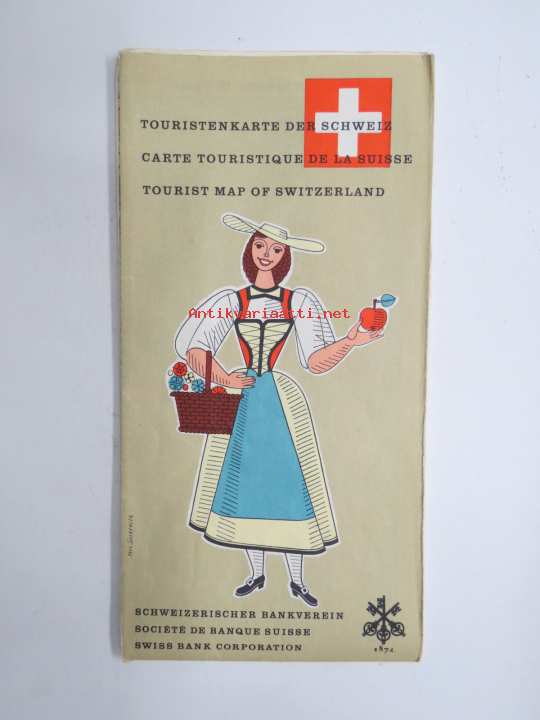 TOURISTENKARTE DER SCHWEIZ
CARTE TOURISTIQUE DE LA SUISSE
TOURIST MAP OF SWITZERLAND
Antikvariaatti.net
SCHWEIZERISCHER BANKVEREIN
SOCIÉTÉ DE BANQUE SUISSE
SWISS BANK CORPORATION
1872